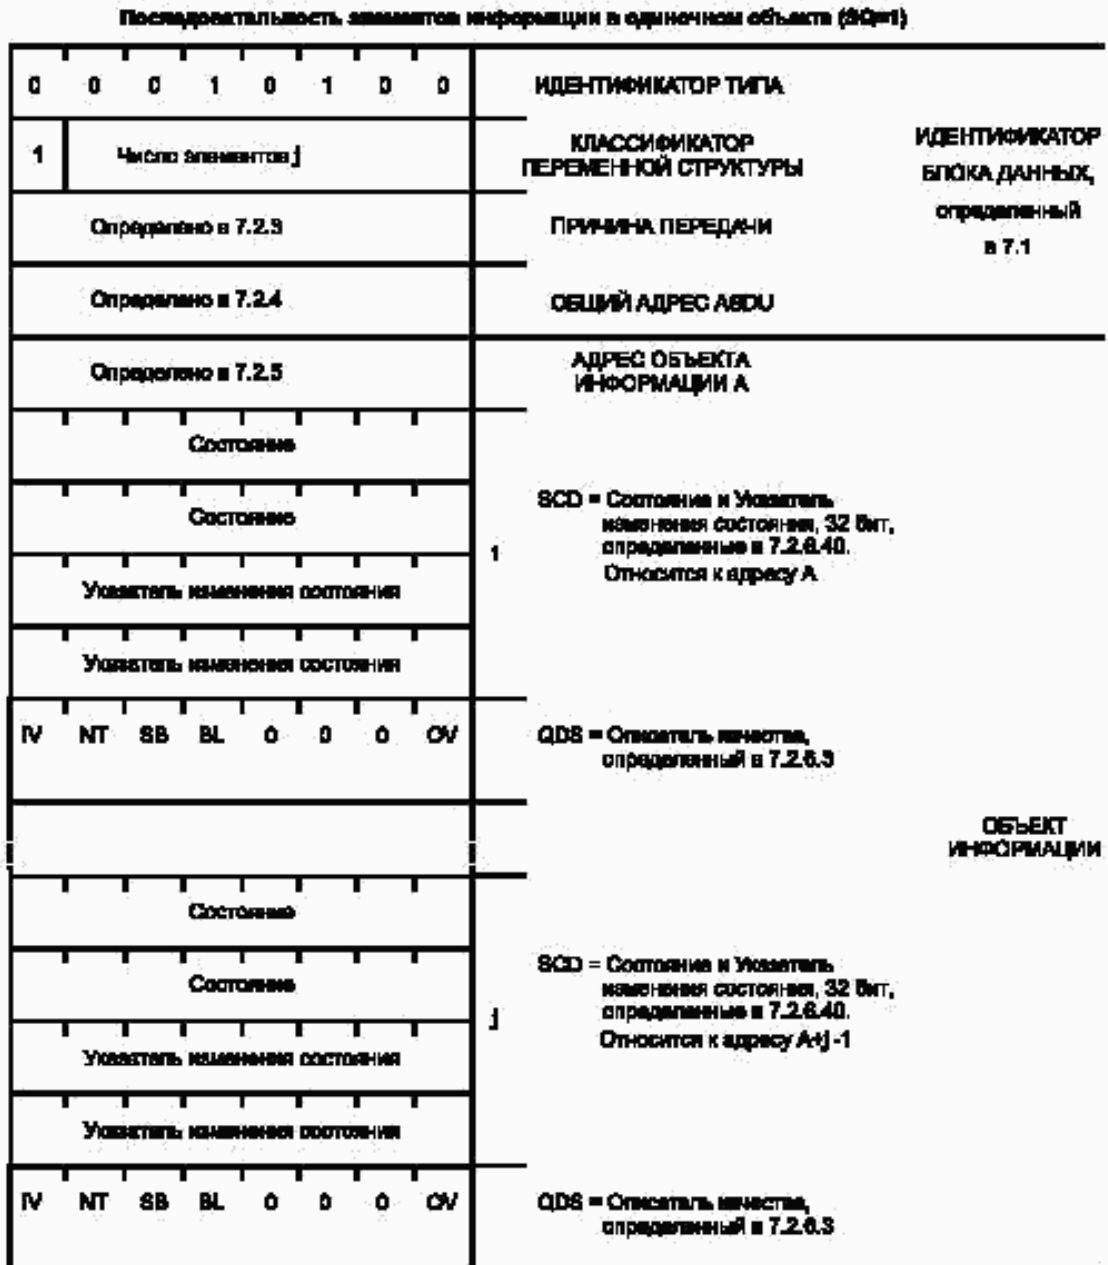 Последовательность элементов информации в одиночном объекте (SQ=1)
0 0 0 1 0 1 0 0
ИДЕНТИФИКАТОР ТИПА
1
Число элементов j
КЛАССИФИКАТОР
ПЕРЕМЕННОЙ СТРУКТУРЫ
ИДЕНТИФИКАТОР
БЛОКА ДАННЫХ,
определенный
в 7.1
Определено в 7.2.3
ПРИЧИНА ПЕРЕДАЧИ
Определено в 7.2.4
ОБЩИЙ АДРЕС ASDU
Определено в 7.2.5
АДРЕС ОБЪЕКТА
ИНФОРМАЦИИ А
Состояние
Состояние
Указатель изменения состояния
Указатель изменения состояния
1
SCD = Состояние и Указатель
изменения состояния, 32 бит,
определенные в 7.2.6.40.
Относится к адресу А
IV NT SB BL 0 0 0 OV
QDS = Описатель качества,
определенный в 7.2.6.3
ОБЪЕКТ
ИНФОРМАЦИИ
Состояние
Состояние
Указатель изменения состояния
Указатель изменения состояния
j
SCD = Состояние и Указатель
изменения состояния, 32 бит,
определенные в 7.2.6.40.
Относится к адресу А+j -1
IV NT SB BL 0 0 0 OV
QDS = Описатель качества,
определенный в 7.2.6.3